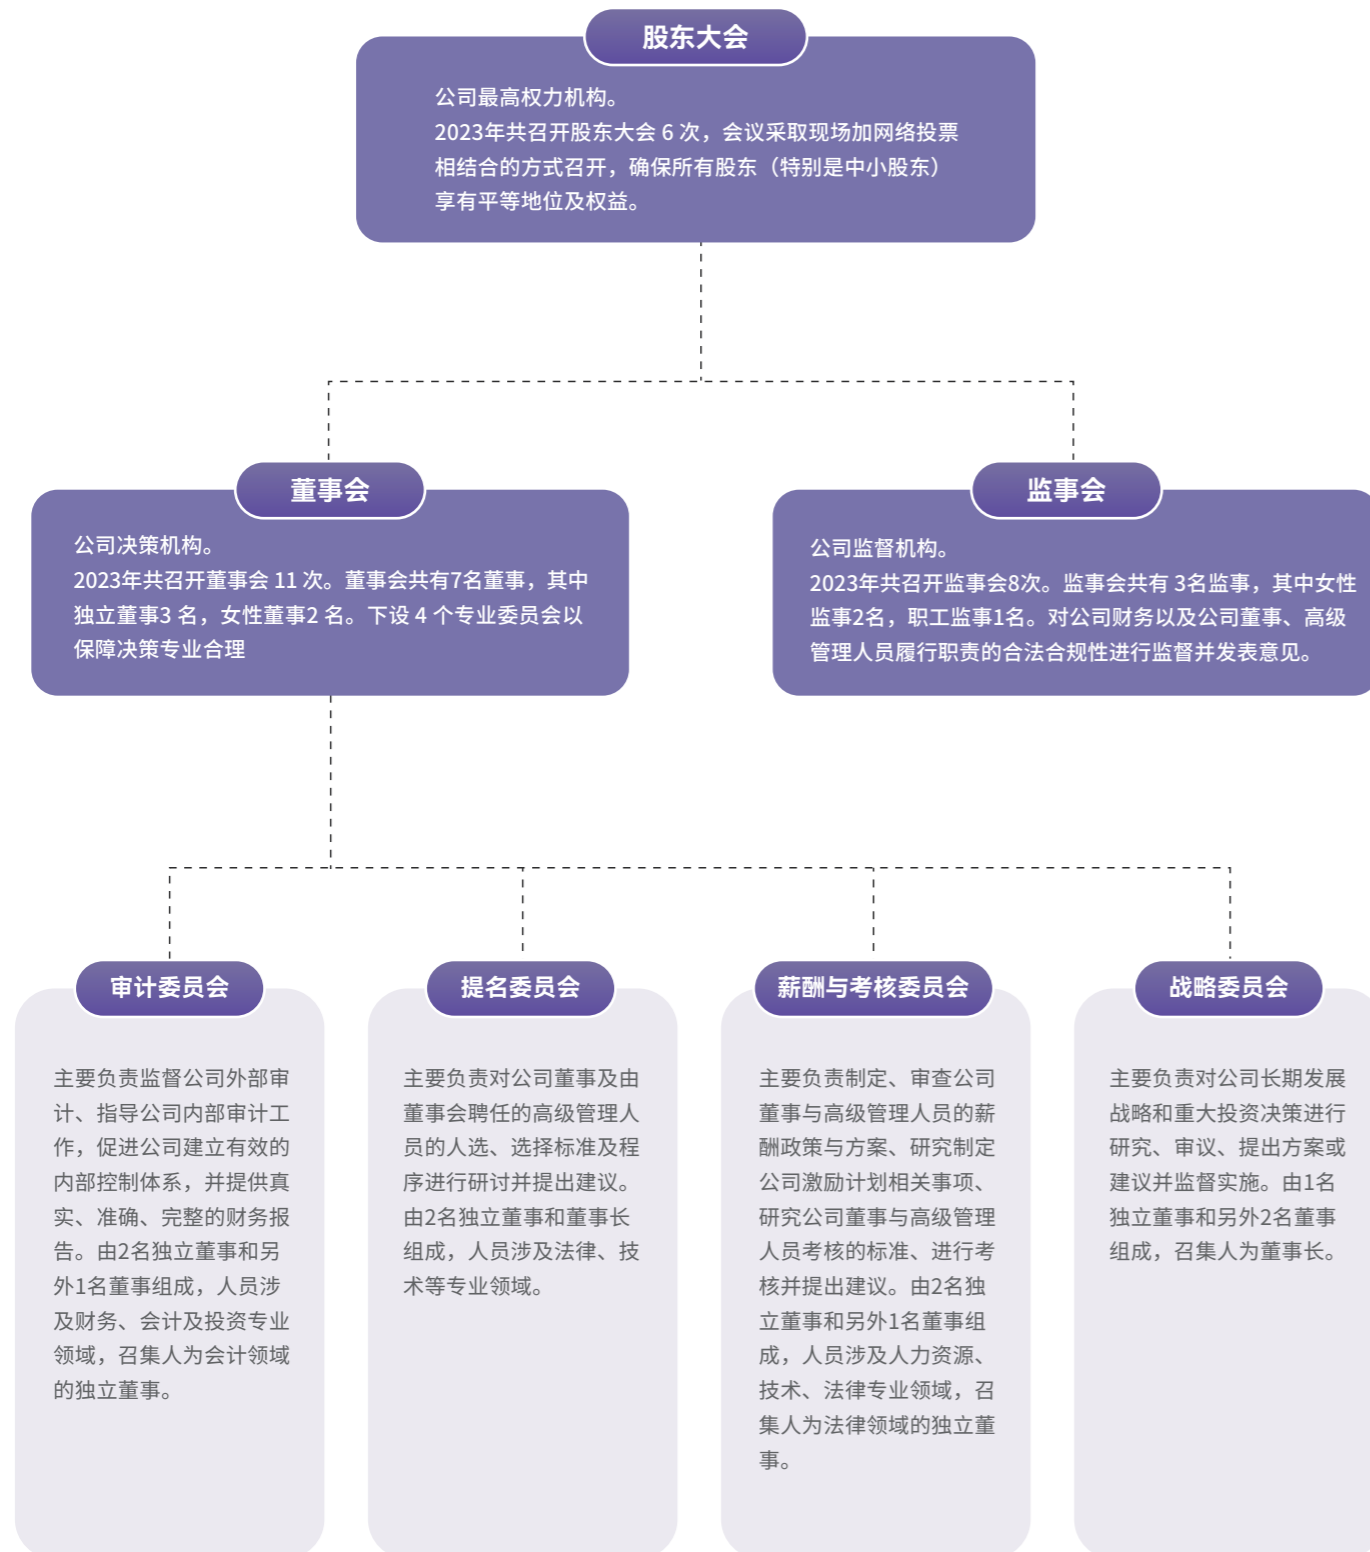 股东大会
公司最高权力机构。
2023年共召开股东大会 6 次，会议采取现场加网络投票
相结合的方式召开，确保所有股东（特别是中小股东）
享有平等地位及权益。
董事会
公司决策机构。
2023年共召开董事会 11 次。董事会共有7名董事，其中
独立董事3 名，女性董事2 名。下设 4 个专业委员会以
保障决策专业合理
监事会
公司监督机构。
2023年共召开监事会8次。监事会共有 3名监事，其中女性
监事2名，职工监事1名。对公司财务以及公司董事、高级
管理人员履行职责的合法合规性进行监督并发表意见。
审计委员会
主要负责监督公司外部审
计、指导公司内部审计工
作，促进公司建立有效的
内部控制体系，并提供真
实、准确、完整的财务报
告。由2名独立董事和另
外1名董事组成，人员涉
及财务、会计及投资专业
领域，召集人为会计领域
的独立董事。
提名委员会
主要负责对公司董事及由
董事会聘任的高级管理人
员的人选、选择标准及程
序进行研讨并提出建议。
由2名独立董事和董事长
组成，人员涉及法律、技
术等专业领域。
薪酬与考核委员会
主要负责制定、审查公司
董事与高级管理人员的薪
酬政策与方案、研究制定
公司激励计划相关事项、
研究公司董事与高级管理
人员考核的标准、进行考
核并提出建议。由2名独
立董事和另外1名董事组
成，人员涉及人力资源、
技术、法律专业领域，召
集人为法律领域的独立董
事。
战略委员会
主要负责对公司长期发展
战略和重大投资决策进行
研究、审议、提出方案或
建议并监督实施。由1名
独立董事和另外2名董事
组成，召集人为董事长。